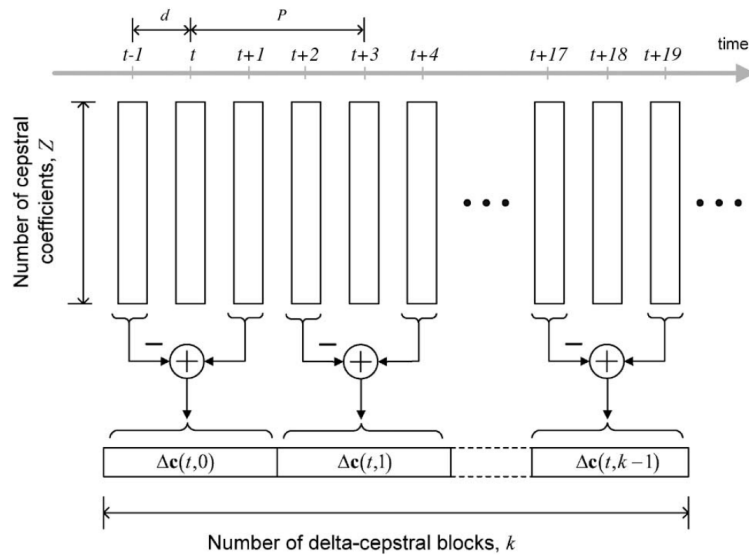 d P
time
t-1 t t+1 t+2 t+3 t+4 t+17 t+18 t+19
Number of cepstral
coefficients, Z
− − −
+ + +
Δc(t,0) Δc(t,1) Δc(t,k−1)
Number of delta-cepstral blocks, k